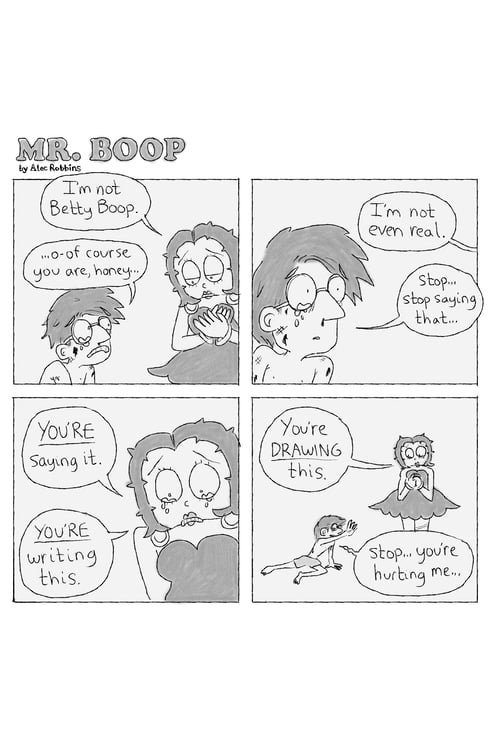 MR. BOOP
by Alec Robbins
I'm not
Betty Boop.
...o-of course
you are, honey...
I'm not
even real.
Stop...
stop saying
that...
YOU'RE
saying it.
YOU'RE
writing
this.
You're
DRAWING
this.
Stop... you're
hurting me...